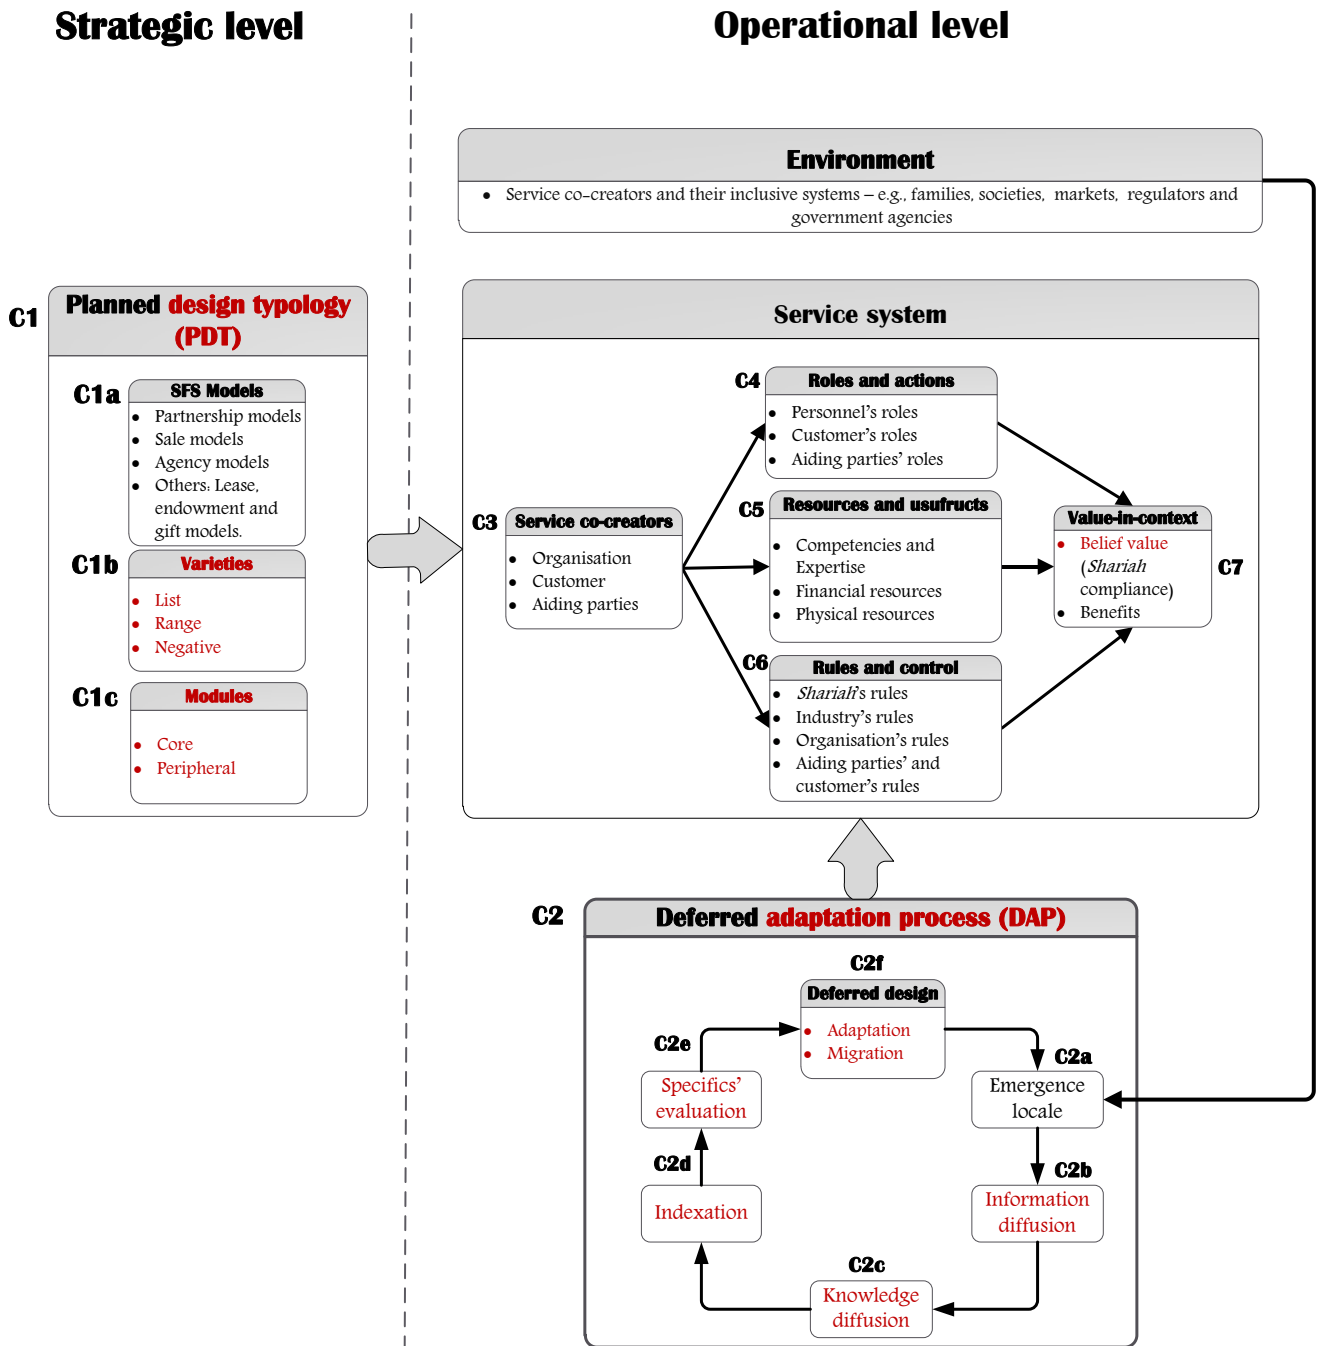 Strategic level
Operational level
Environment
• Service co-creators and their inclusive systems – e.g., families, societies, markets, regulators and
government agencies
C1
Planned design typology
(PDT)
C1a
SFS Models
• Partnership models
• Sale models
• Agency models
• Others: Lease,
endowment and
gift models.
C1b
Varieties
• List
• Range
• Negative
C1c
Modules
• Core
• Peripheral
Service system
C3
Service co-creators
• Organisation
• Customer
• Aiding parties
C4
Roles and actions
• Personnel's roles
• Customer's roles
• Aiding parties' roles
C5
Resources and usufructs
• Competencies and
Expertise
• Financial resources
• Physical resources
C6
Rules and control
• Shariah's rules
• Industry's rules
• Organisation's rules
• Aiding parties' and
customer's rules
Value-in-context
• Belief value
(Shariah
compliance)
• Benefits
C7
C2
Deferred adaptation process (DAP)
C2f
Deferred design
• Adaptation
• Migration
C2a
Emergence
locale
C2b
Information
diffusion
C2c
Knowledge
diffusion
C2d
Indexation
C2e
Specifics'
evaluation